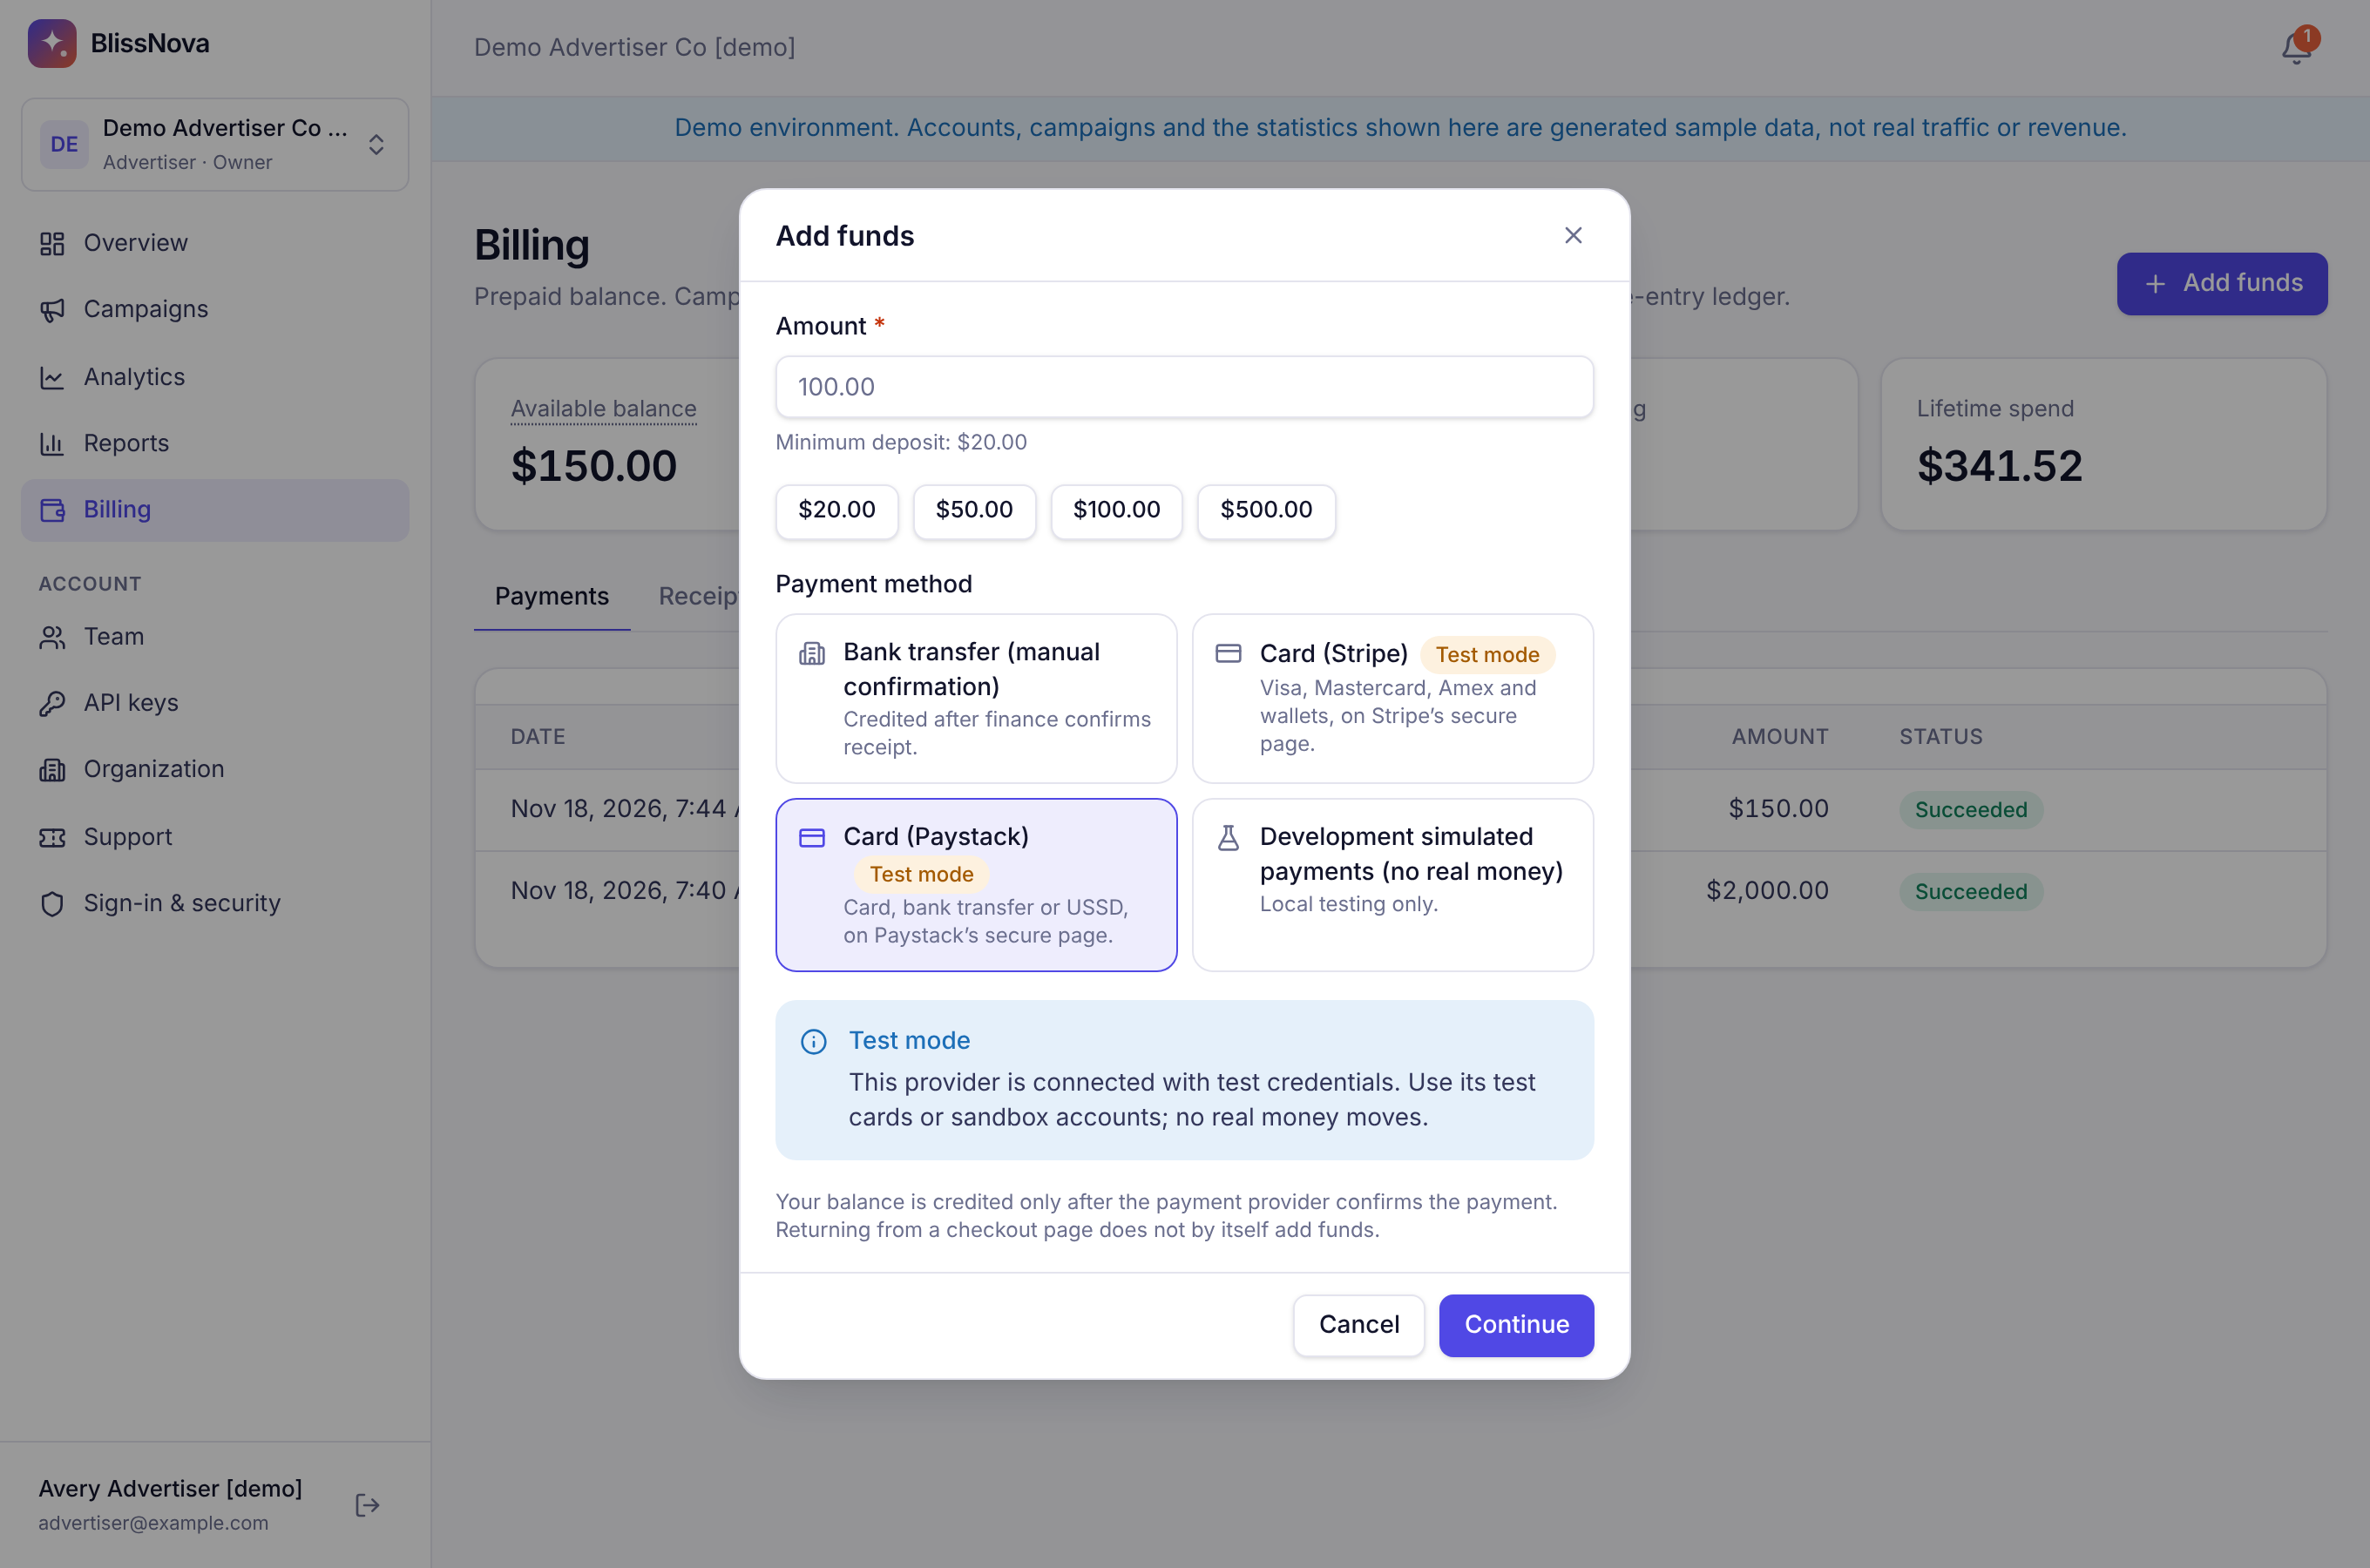 BlissNova
DE
Demo Advertiser Co ...
Advertiser · Owner
Overview
Campaigns
Analytics
Reports
Billing
ACCOUNT
Team
API keys
Organization
Support
Sign-in & security
Avery Advertiser [demo]
advertiser@example.com
Demo Advertiser Co [demo]
1
Demo environment. Accounts, campaigns and the statistics shown here are generated sample data, not real traffic or revenue.
Billing
Prepaid balance.
-entry ledger.
Add funds
Available balance
$150.00
Lifetime spend
$341.52
Payments
DATE
AMOUNT
STATUS
Nov 18, 2026, 7:44
$150.00
Succeeded
Nov 18, 2026, 7:40
$2,000.00
Succeeded
Add funds
Amount *
100.00
Minimum deposit: $20.00
$20.00
$50.00
$100.00
$500.00
Payment method
Bank transfer (manual
confirmation)
Credited after finance confirms
receipt.
Card (Stripe) Test mode
Visa, Mastercard, Amex and
wallets, on Stripe’s secure
page.
Card (Paystack)
Test mode
Card, bank transfer or USSD,
on Paystack’s secure page.
Development simulated
payments (no real money)
Local testing only.
Test mode
This provider is connected with test credentials. Use its test
cards or sandbox accounts; no real money moves.
Your balance is credited only after the payment provider confirms the payment.
Returning from a checkout page does not by itself add funds.
Cancel
Continue